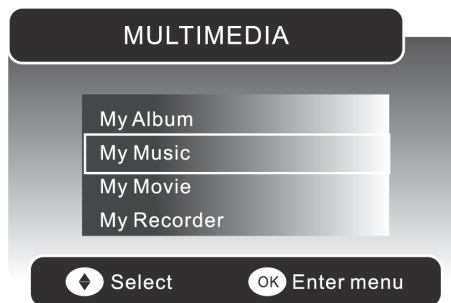 MULTIMEDIA
My Album
My Music
My Movie
My Recorder
Select OK Enter menu